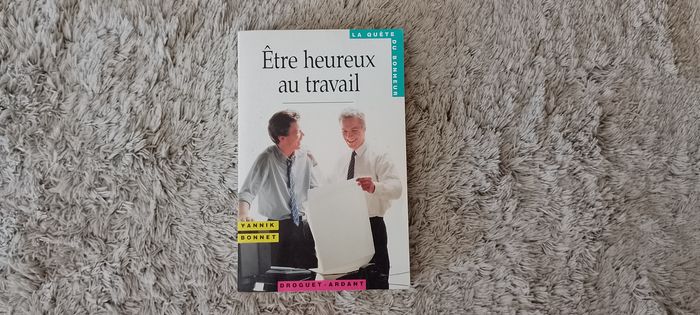 LA QUÊTE
DU BONHEUR
Être heureux
au travail
YANNIK
BONNET
DROGUET-ARDANT